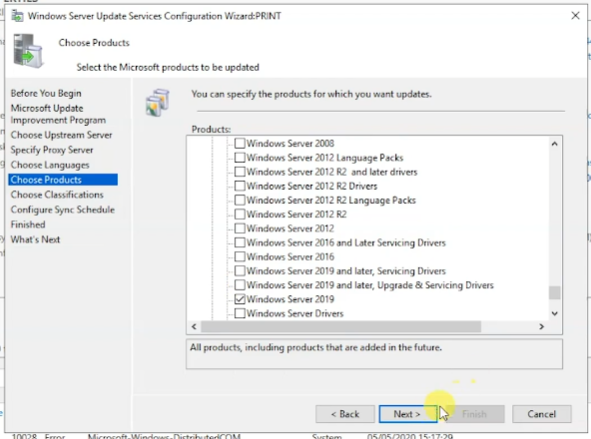 Windows Server Update Services Configuration Wizard:PRINT
Choose Products
Select the Microsoft products to be updated
Before You Begin
Microsoft Update
Improvement Program
Choose Upstream Server
Specify Proxy Server
Choose Languages
Choose Products
Choose Classifications
Configure Sync Schedule
Finished
What's Next
You can specify the products for which you want updates.
Products:
Windows Server 2008
Windows Server 2012 Language Packs
Windows Server 2012 R2  and later drivers
Windows Server 2012 R2 Drivers
Windows Server 2012 R2 Language Packs
Windows Server 2012 R2
Windows Server 2012
Windows Server 2016 and Later Servicing Drivers
Windows Server 2016
Windows Server 2019 and later, Servicing Drivers
Windows Server 2019 and later, Upgrade & Servicing Drivers
Windows Server 2019
Windows Server Drivers
All products, including products that are added in the future.
< Back
Next >
Finish
Cancel
10028 Error Microsoft-Windows-DistributedCOM System 05/05/2020 15:17:29